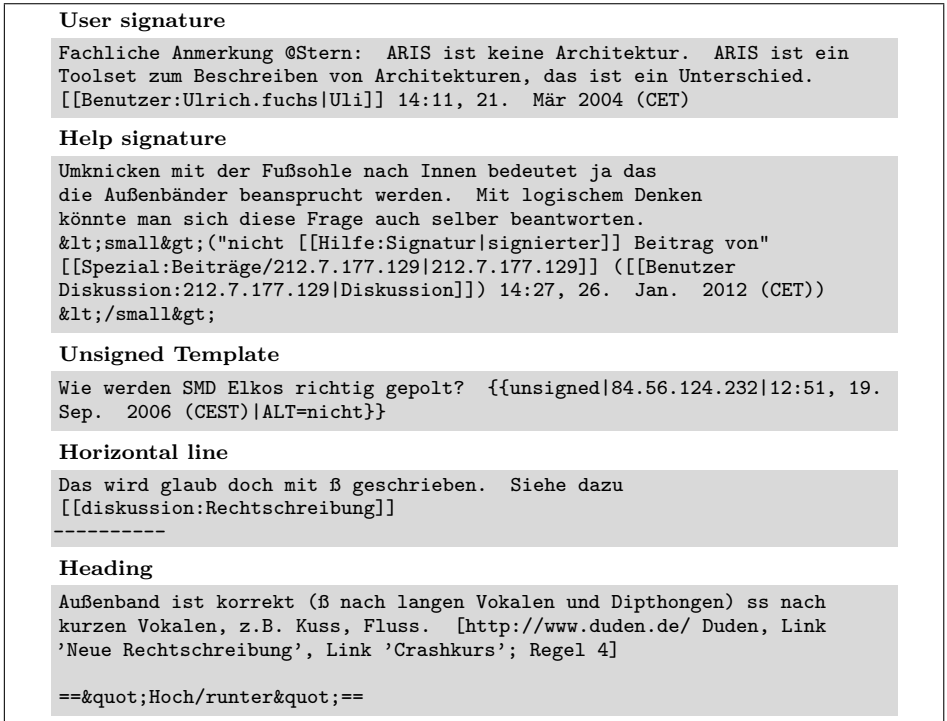 User signature
Fachliche Anmerkung @Stern: ARIS ist keine Architektur. ARIS ist ein
Toolset zum Beschreiben von Architekturen, das ist ein Unterschied.
[[Benutzer:Ulrich.fuchs|Uli]] 14:11, 21. Mär 2004 (CET)
Help signature
Umknicken mit der Fußsohle nach Innen bedeutet ja das
die Außenbänder beansprucht werden. Mit logischem Denken
könnte man sich diese Frage auch selber beantworten.
&lt;small&gt;("nicht [[Hilfe:Signatur|signierter]] Beitrag von"
[[Spezial:Beiträge/212.7.177.129|212.7.177.129]] ([[Benutzer
Diskussion:212.7.177.129|Diskussion]]) 14:27, 26. Jan. 2012 (CET))
&lt;/small&gt;
Unsigned Template
Wie werden SMD Elkos richtig gepolt? {{unsigned|84.56.124.232|12:51, 19.
Sep. 2006 (CEST)|ALT=nicht}}
Horizontal line
Das wird glaub doch mit ß geschrieben. Siehe dazu
[[diskussion:Rechtschreibung]]
----------
Heading
Außenband ist korrekt (ß nach langen Vokalen und Dipthongen) ss nach
kurzen Vokalen, z.B. Kuss, Fluss. [http://www.duden.de/ Duden, Link
’Neue Rechtschreibung’, Link ’Crashkurs’; Regel 4]
==&quot;Hoch/runter&quot;==